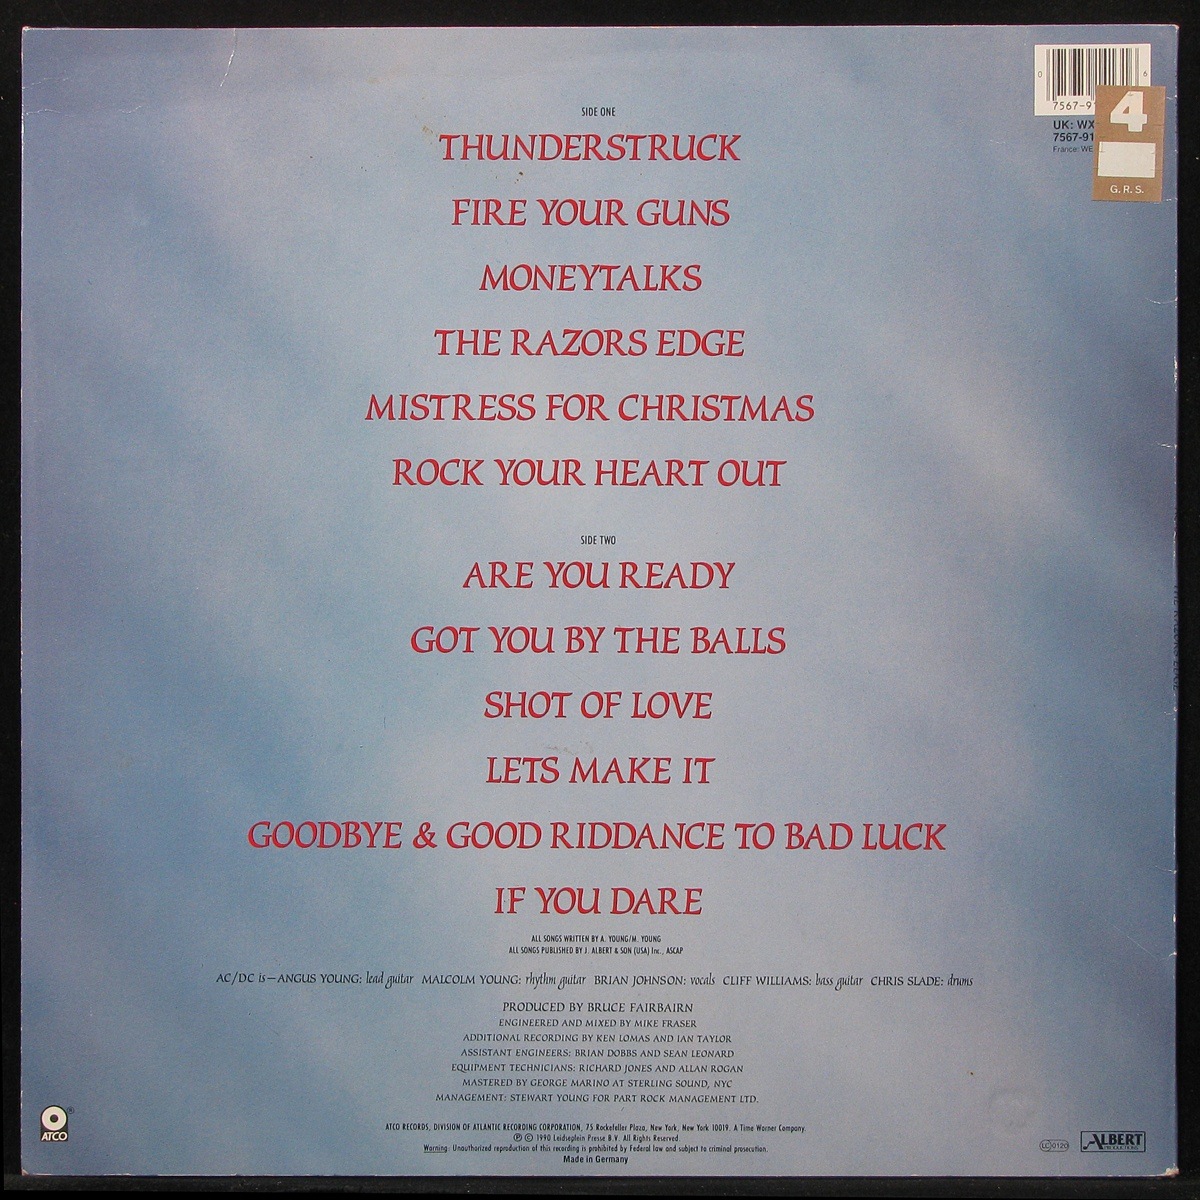 0 6
7567-9
UK: WX
7567-91
France: WE
4
G. R. S.
SIDE ONE
THUNDERSTRUCK
FIRE YOUR GUNS
MONEYTALKS
THE RAZORS EDGE
MISTRESS FOR CHRISTMAS
ROCK YOUR HEART OUT
SIDE TWO
ARE YOU READY
GOT YOU BY THE BALLS
SHOT OF LOVE
LETS MAKE IT
GOODBYE & GOOD RIDDANCE TO BAD LUCK
IF YOU DARE
ALL SONGS WRITTEN BY A. YOUNG/M. YOUNG
ALL SONGS PUBLISHED BY J. ALBERT & SON (USA) Inc., ASCAP
AC/DC is—ANGUS YOUNG: lead guitar MALCOLM YOUNG: rhythm guitar BRIAN JOHNSON: vocals CLIFF WILLIAMS: bass guitar CHRIS SLADE: drums
PRODUCED BY BRUCE FAIRBAIRN
ENGINEERED AND MIXED BY MIKE FRASER
ADDITIONAL RECORDING BY KEN LOMAS AND IAN TAYLOR
ASSISTANT ENGINEERS: BRIAN DOBBS AND SEAN LEONARD
EQUIPMENT TECHNICIANS: RICHARD JONES AND ALLAN ROGAN
MASTERED BY GEORGE MARINO AT STERLING SOUND, NYC
MANAGEMENT: STEWART YOUNG FOR PART ROCK MANAGEMENT LTD.
ATCO RECORDS, DIVISION OF ATLANTIC RECORDING CORPORATION, 75 Rockefeller Plaza, New York, New York 10019. A Time Warner Company.
℗ © 1990 Leidseplein Presse B.V. All Rights Reserved
Warning: Unauthorized reproduction of this recording is prohibited by Federal law and subject to criminal prosecution.
Made in Germany
ATCO ®
LC 0120
ALBERT
PRODUCTIONS